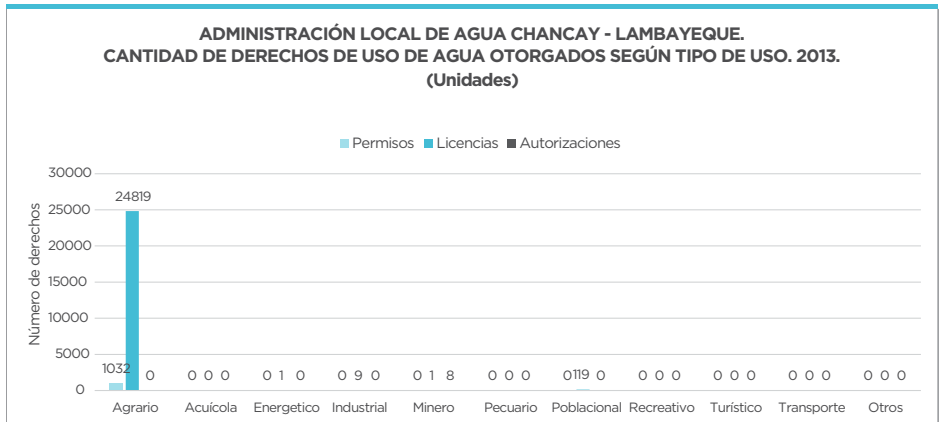 ADMINISTRACIÓN LOCAL DE AGUA CHANCAY - LAMBAYEQUE.
CANTIDAD DE DERECHOS DE USO DE AGUA OTORGADOS SEGÚN TIPO DE USO. 2013.
(Unidades)
Permisos Licencias Autorizaciones
Número de derechos
30000
25000
20000
15000
10000
5000
0
24819
1032 0 0 0 0 0 1 0 0 9 0 0 1 8 0 0 0 0 119 0 0 0 0 0 0 0 0 0 0 0 0 0
Agrario Acuícola Energetico Industrial Minero Pecuario Poblacional Recreativo Turístico Transporte Otros